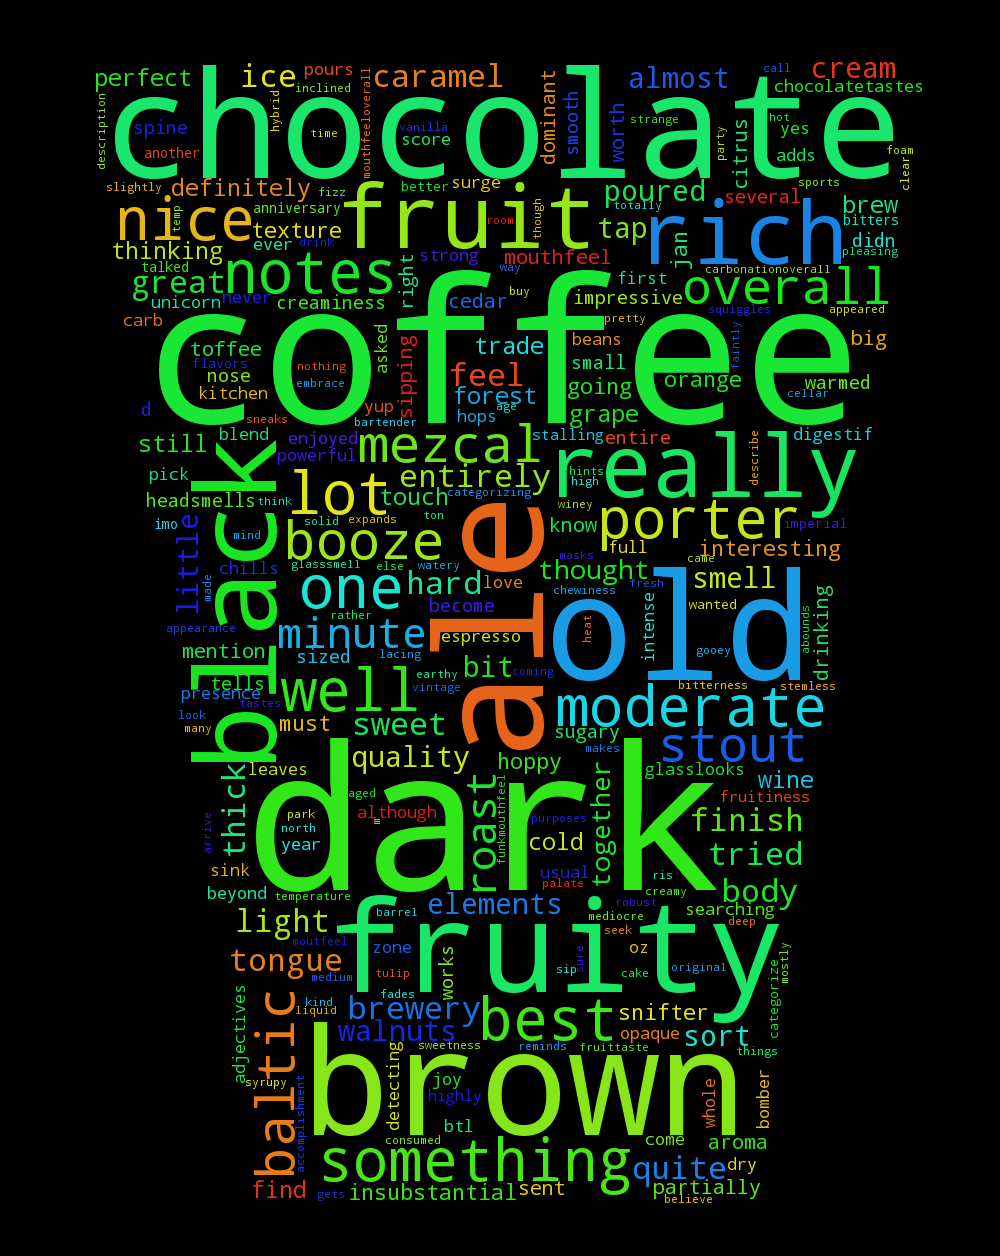 perfect ice pours caramel almost cream call
inclined chocolatetastes
chocolate
description spine hybrid time mouthfeeloverall vanilla score dominant smooth worth strange party citrus hot yes adds foam clear
another
slightly definitely fizz better surge poured several sports brew
nice temp anniversary fruit room though tap totally rich jan bitters
texture drink strong mouthfeel didn pleasing
thinking ever way
talked great notes right first carbonationoverall overall
unicorn never creaminess cedar buy impressive squiggles appeared
carb coffee pretty big
toffee asked trade beans faintly
flavors nose nothing feel small orange warmed
kitchen embrace sipping forest going cellar
d sneaks yup bartender hops age grape
still blend enjoyed mezcal stalling entire really describe digestif
powerful
pick black lot entirely hints high
headsmells think touch categorizing winey
imo little mind solid expands booze ton know porter imperial
glasssmell else watery full interesting
chills masks came
made one hard love thought smell
rather become ale chewiness fresh old wanted
appearance minute espresso heat intense gooey abounds drinking
mention sized lacing
tells earthy bit coming bitterness stemless
presence tastes well vintage moderate
look many must sweet sugary stout
quality hoppy makes
leaves thick glasslooks wine
aged roast together fruitiness
park although m funkmouthfeel purposes finish
arrive north year dark cold tried
sink usual palate ris
beyond temperature creamy body
light barrel elements robust mediocre searching deep
moutfeel fruity seek
tongue zone works sure oz mostly
medium tulip sip cake original categorize
adjectives baltic kind fades
liquid brewery best snifter
walnuts opaque sort
detecting sweetness reminds fruittaste things
syrupy accomplishment joy whole bomber
brown highly
btl
consumed come aroma
something quite dry
find gets insubstantial sent partially
believe